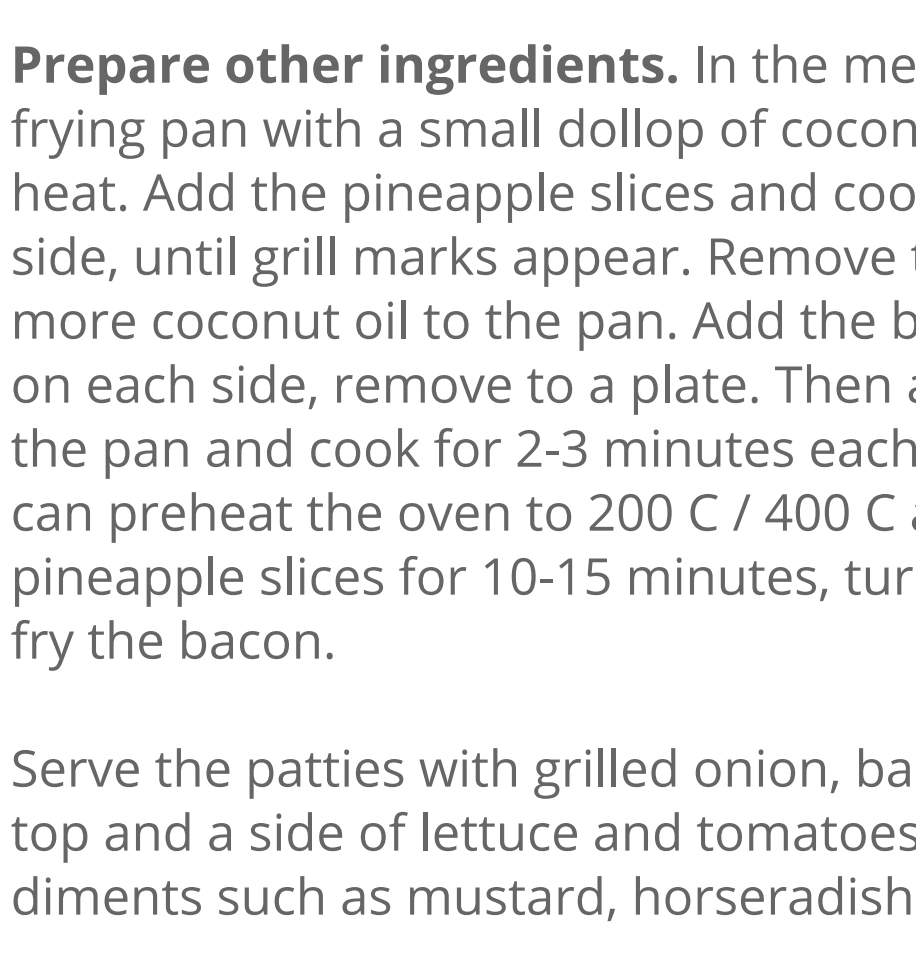 Prepare other ingredients. In the me
frying pan with a small dollop of cocon
heat. Add the pineapple slices and coo
side, until grill marks appear. Remove t
more coconut oil to the pan. Add the b
on each side, remove to a plate. Then a
the pan and cook for 2-3 minutes each
can preheat the oven to 200 C / 400 C a
pineapple slices for 10-15 minutes, tur
fry the bacon.
Serve the patties with grilled onion, ba
top and a side of lettuce and tomatoes
diments such as mustard, horseradish